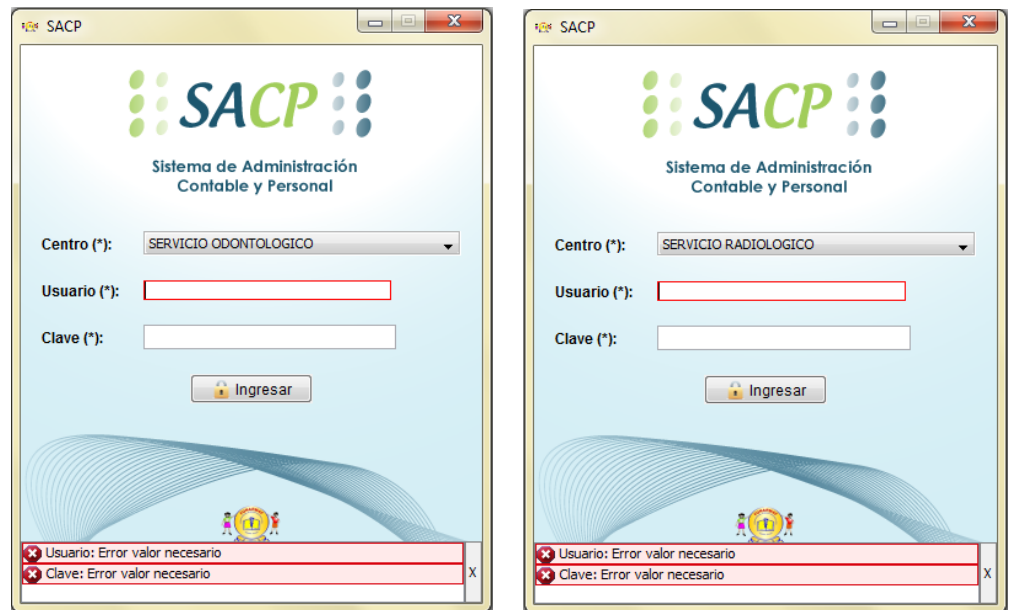 SACP
SACP
Sistema de Administración
Contable y Personal
Centro (*):
SERVICIO ODONTOLOGICO
Usuario (*):
Clave (*):
Ingresar
Usuario: Error valor necesario
Clave: Error valor necesario
X
SACP
SACP
Sistema de Administración
Contable y Personal
Centro (*):
SERVICIO RADIOLOGICO
Usuario (*):
Clave (*):
Ingresar
Usuario: Error valor necesario
Clave: Error valor necesario
X